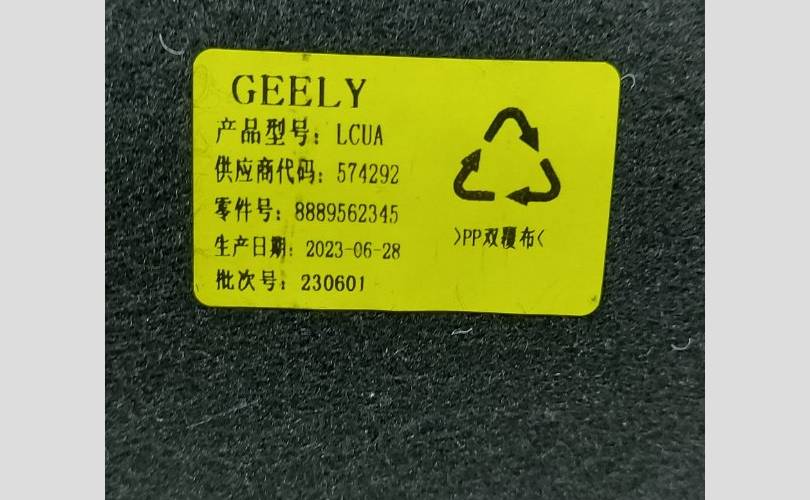 GEELY
产品型号：LCUA
供应商代码：574292
零件号：8889562345
生产日期：2023-06-28
批次号：230601
>PP双覆布<